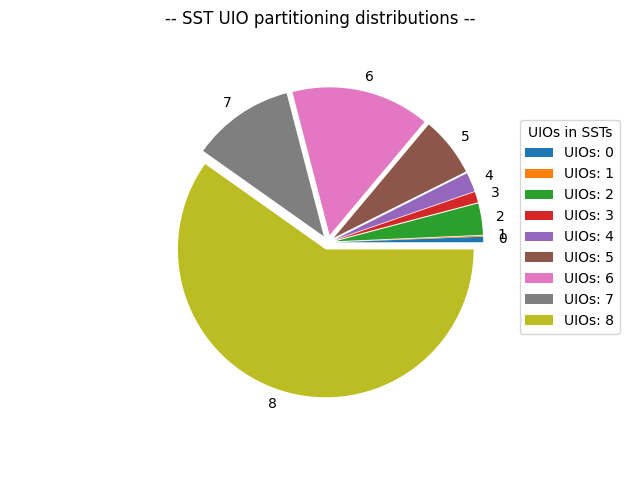 -- SST UIO partitioning distributions --
6
7
5
4
3
2
1
0
8
UIOs in SSTs
UIOs: 0
UIOs: 1
UIOs: 2
UIOs: 3
UIOs: 4
UIOs: 5
UIOs: 6
UIOs: 7
UIOs: 8